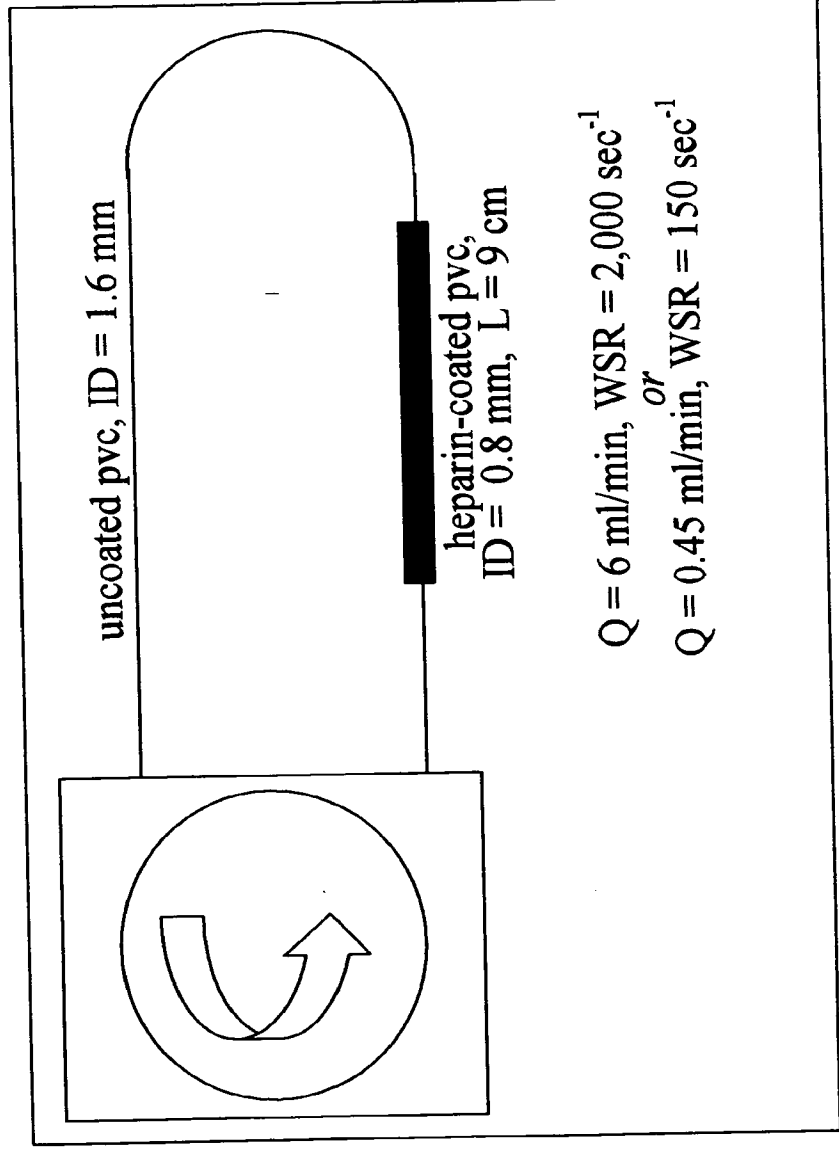 uncoated pvc, ID = 1.6 mm
heparin-coated pvc,
ID = 0.8 mm, L = 9 cm
Q = 6 ml/min, WSR = 2,000 sec⁻¹
or
Q = 0.45 ml/min, WSR = 150 sec⁻¹